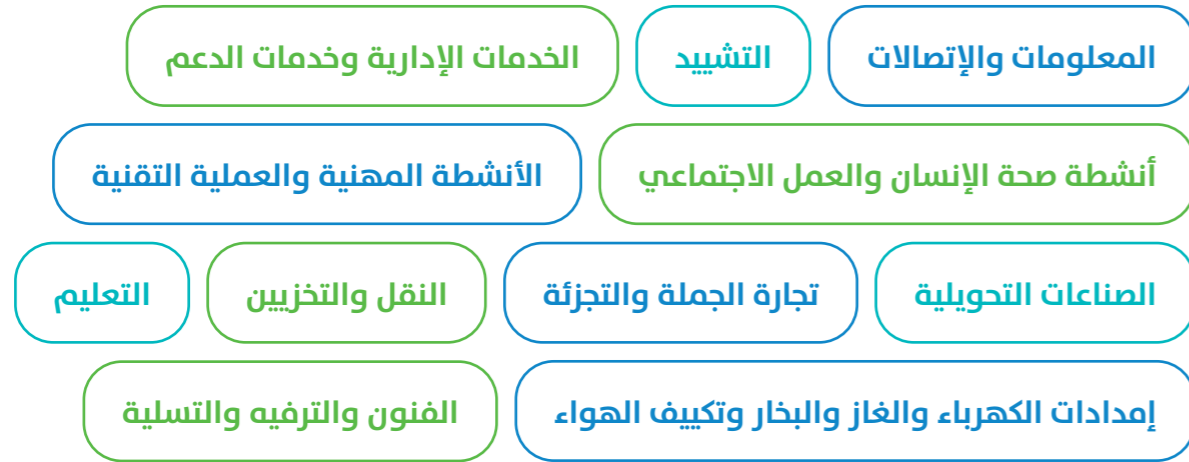 المعلومات والإتصالات
التشييد
الخدمات الإدارية وخدمات الدعم
أنشطة صحة الإنسان والعمل الاجتماعي
الأنشطة المهنية والعملية التقنية
الصناعات التحويلية
تجارة الجملة والتجزئة
النقل والتخزيين
التعليم
إمدادات الكهرباء والغاز والبخار وتكييف الهواء
الفنون والترفيه والتسلية